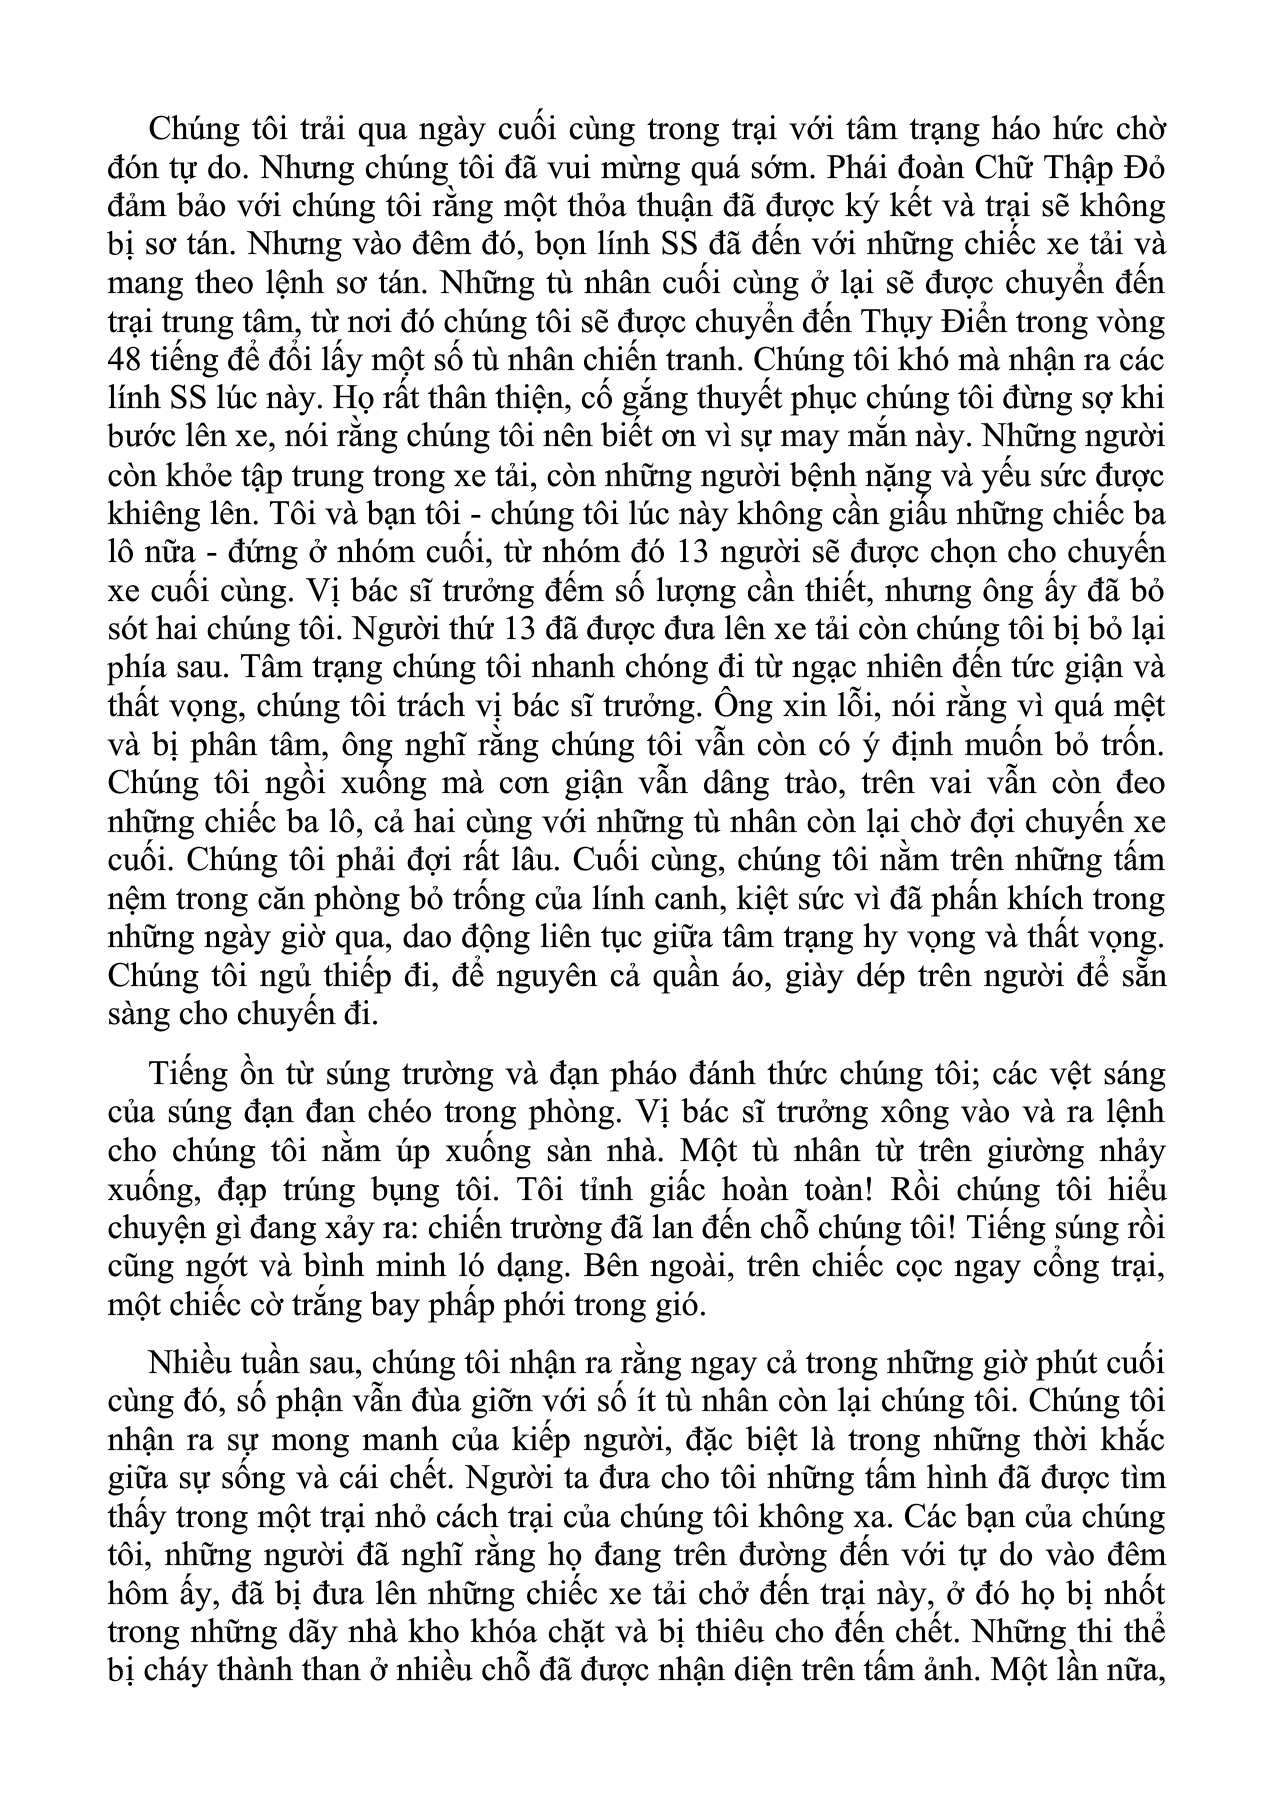 Chúng tôi trải qua ngày cuối cùng trong trại với tâm trạng háo hức chờ
đón tự do. Nhưng chúng tôi đã vui mừng quá sớm. Phái đoàn Chữ Thập Đỏ
đảm bảo với chúng tôi rằng một thỏa thuận đã được ký kết và trại sẽ không
bị sơ tán. Nhưng vào đêm đó, bọn lính SS đã đến với những chiếc xe tải và
mang theo lệnh sơ tán. Những tù nhân cuối cùng ở lại sẽ được chuyển đến
trại trung tâm, từ nơi đó chúng tôi sẽ được chuyển đến Thụy Điển trong vòng
48 tiếng để đổi lấy một số tù nhân chiến tranh. Chúng tôi khó mà nhận ra các
lính SS lúc này. Họ rất thân thiện, cố gắng thuyết phục chúng tôi đừng sợ khi
bước lên xe, nói rằng chúng tôi nên biết ơn vì sự may mắn này. Những người
còn khỏe tập trung trong xe tải, còn những người bệnh nặng và yếu sức được
khiêng lên. Tôi và bạn tôi - chúng tôi lúc này không cần giấu những chiếc ba
lô nữa - đứng ở nhóm cuối, từ nhóm đó 13 người sẽ được chọn cho chuyến
xe cuối cùng. Vị bác sĩ trưởng đếm số lượng cần thiết, nhưng ông ấy đã bỏ
sót hai chúng tôi. Người thứ 13 đã được đưa lên xe tải còn chúng tôi bị bỏ lại
phía sau. Tâm trạng chúng tôi nhanh chóng đi từ ngạc nhiên đến tức giận và
thất vọng, chúng tôi trách vị bác sĩ trưởng. Ông xin lỗi, nói rằng vì quá mệt
và bị phân tâm, ông nghĩ rằng chúng tôi vẫn còn có ý định muốn bỏ trốn.
Chúng tôi ngồi xuống mà cơn giận vẫn dâng trào, trên vai vẫn còn đeo
những chiếc ba lô, cả hai cùng với những tù nhân còn lại chờ đợi chuyến xe
cuối. Chúng tôi phải đợi rất lâu. Cuối cùng, chúng tôi nằm trên những tấm
nệm trong căn phòng bỏ trống của lính canh, kiệt sức vì đã phấn khích trong
những ngày giờ qua, dao động liên tục giữa tâm trạng hy vọng và thất vọng.
Chúng tôi ngủ thiếp đi, để nguyên cả quần áo, giày dép trên người để sẵn
sàng cho chuyến đi.
Tiếng ồn từ súng trường và đạn pháo đánh thức chúng tôi; các vệt sáng
của súng đạn đan chéo trong phòng. Vị bác sĩ trưởng xông vào và ra lệnh
cho chúng tôi nằm úp xuống sàn nhà. Một tù nhân từ trên giường nhảy
xuống, đạp trúng bụng tôi. Tôi tỉnh giấc hoàn toàn! Rồi chúng tôi hiểu
chuyện gì đang xảy ra: chiến trường đã lan đến chỗ chúng tôi! Tiếng súng rồi
cũng ngớt và bình minh ló dạng. Bên ngoài, trên chiếc cọc ngay cổng trại,
một chiếc cờ trắng bay phấp phới trong gió.
Nhiều tuần sau, chúng tôi nhận ra rằng ngay cả trong những giờ phút cuối
cùng đó, số phận vẫn đùa giỡn với số ít tù nhân còn lại chúng tôi. Chúng tôi
nhận ra sự mong manh của kiếp người, đặc biệt là trong những thời khắc
giữa sự sống và cái chết. Người ta đưa cho tôi những tấm hình đã được tìm
thấy trong một trại nhỏ cách trại của chúng tôi không xa. Các bạn của chúng
tôi, những người đã nghĩ rằng họ đang trên đường đến với tự do vào đêm
hôm ấy, đã bị đưa lên những chiếc xe tải chở đến trại này, ở đó họ bị nhốt
trong những dãy nhà kho khóa chặt và bị thiêu cho đến chết. Những thi thể
bị cháy thành than ở nhiều chỗ đã được nhận diện trên tấm ảnh. Một lần nữa,